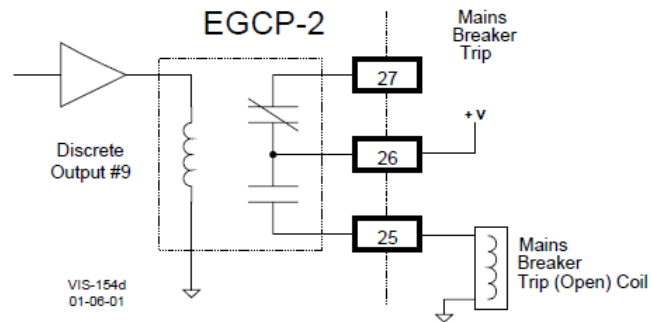 EGCP-2
Mains
Breaker
Trip
27
+ V
26
Discrete
Output #9
25
Mains
Breaker
Trip (Open) Coil
VIS-154d
01-06-01